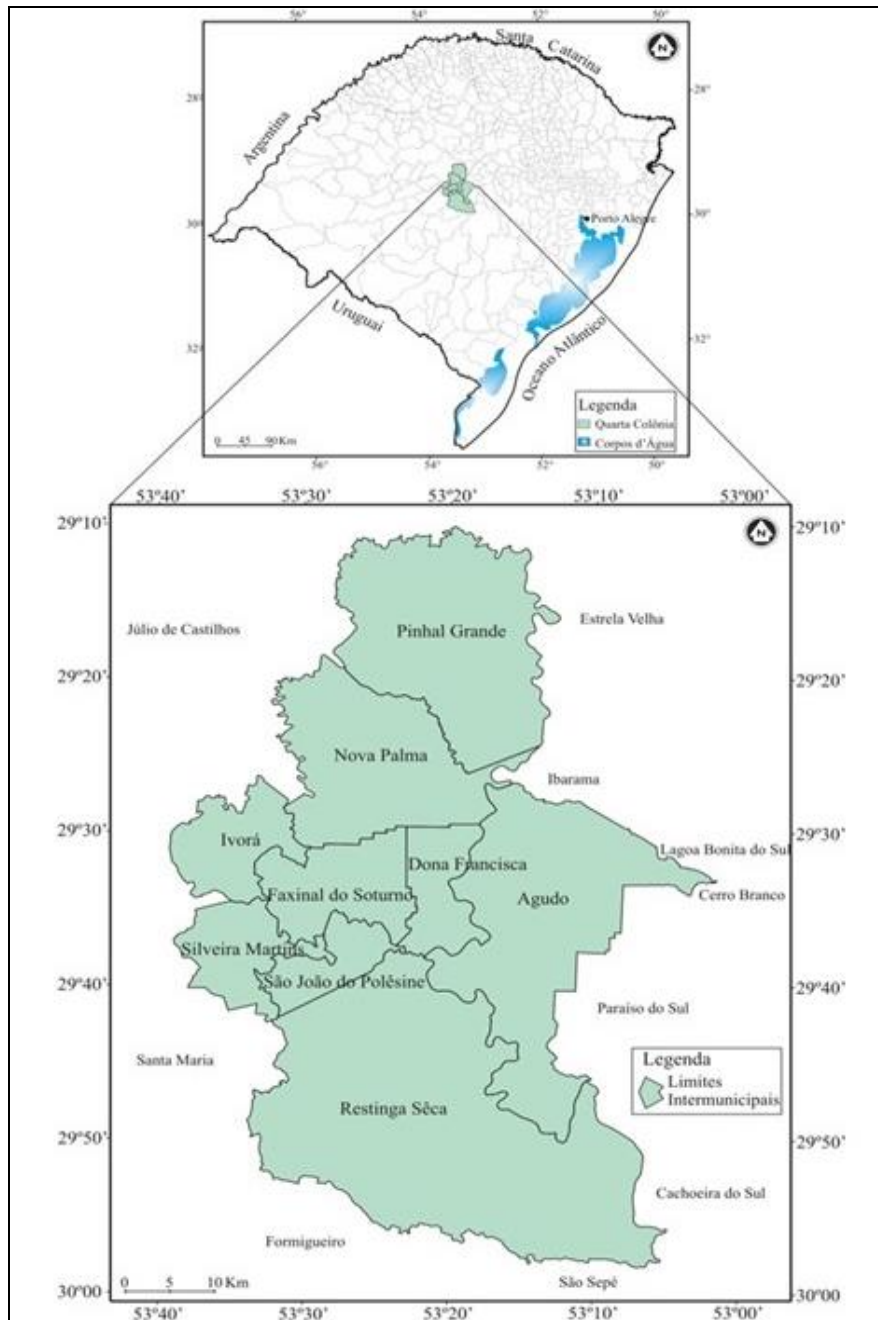 56° 54° 52° 50°
Santa Catarina
N
28° 28°
Argentina
30° 30°
Porto Alegre
Uruguai
32° 32°
Oceano Atlântico
Legenda
Quarta Colônia
Corpos d'Água
0 45 90 Km
56° 54° 52° 50°
53°40' 53°30' 53°20' 53°10' 53°00'
29°10' 29°10'
N
Júlio de Castilhos
Pinhal Grande
Estrela Velha
29°20' 29°20'
Nova Palma
Ibarama
29°30' 29°30'
Ivorá
Dona Francisca
Lagoa Bonita do Sul
Faxinal do Soturno
Agudo
Cerro Branco
Silveira Martins
29°40' 29°40'
São João do Polêsine
Paraíso do Sul
Santa Maria
Legenda
Limites
Intermunicipais
Restinga Sêca
29°50' 29°50'
Cachoeira do Sul
Formigueiro
São Sepé
0 5 10 Km
30°00' 30°00'
53°40' 53°30' 53°20' 53°10' 53°00'